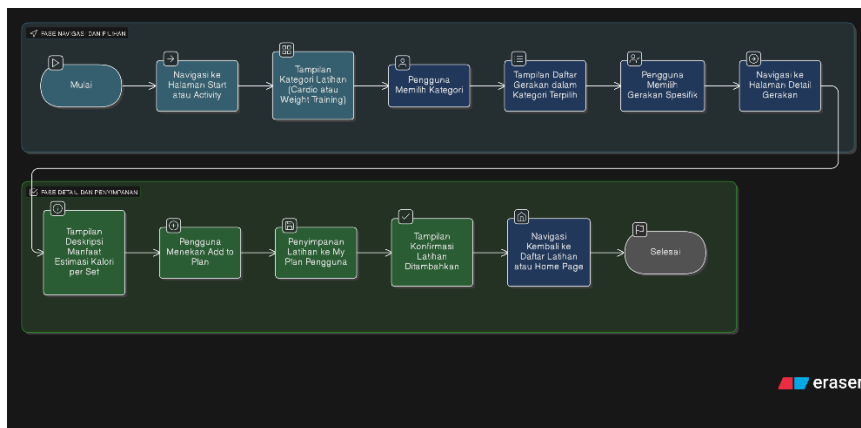 FASE NAVIGASI DAN PILIHAN
Mulai
Navigasi ke
Halaman Start
atau Activity
Tampilan
Kategori Latihan
(Cardio atau
Weight Training)
Pengguna
Memilih Kategori
Tampilan Daftar
Gerakan dalam
Kategori Terpilih
Pengguna
Memilih
Gerakan Spesifik
Navigasi ke
Halaman Detail
Gerakan
FASE DETAIL DAN PENYIMPANAN
Tampilan
Deskripsi
Manfaat
Estimasi Kalori
per Set
Pengguna
Menekan Add to
Plan
Penyimpanan
Latihan ke My
Plan Pengguna
Tampilan
Konfirmasi
Latihan
Ditambahkan
Navigasi
Kembali ke
Daftar Latihan
atau Home Page
Selesai
eraser